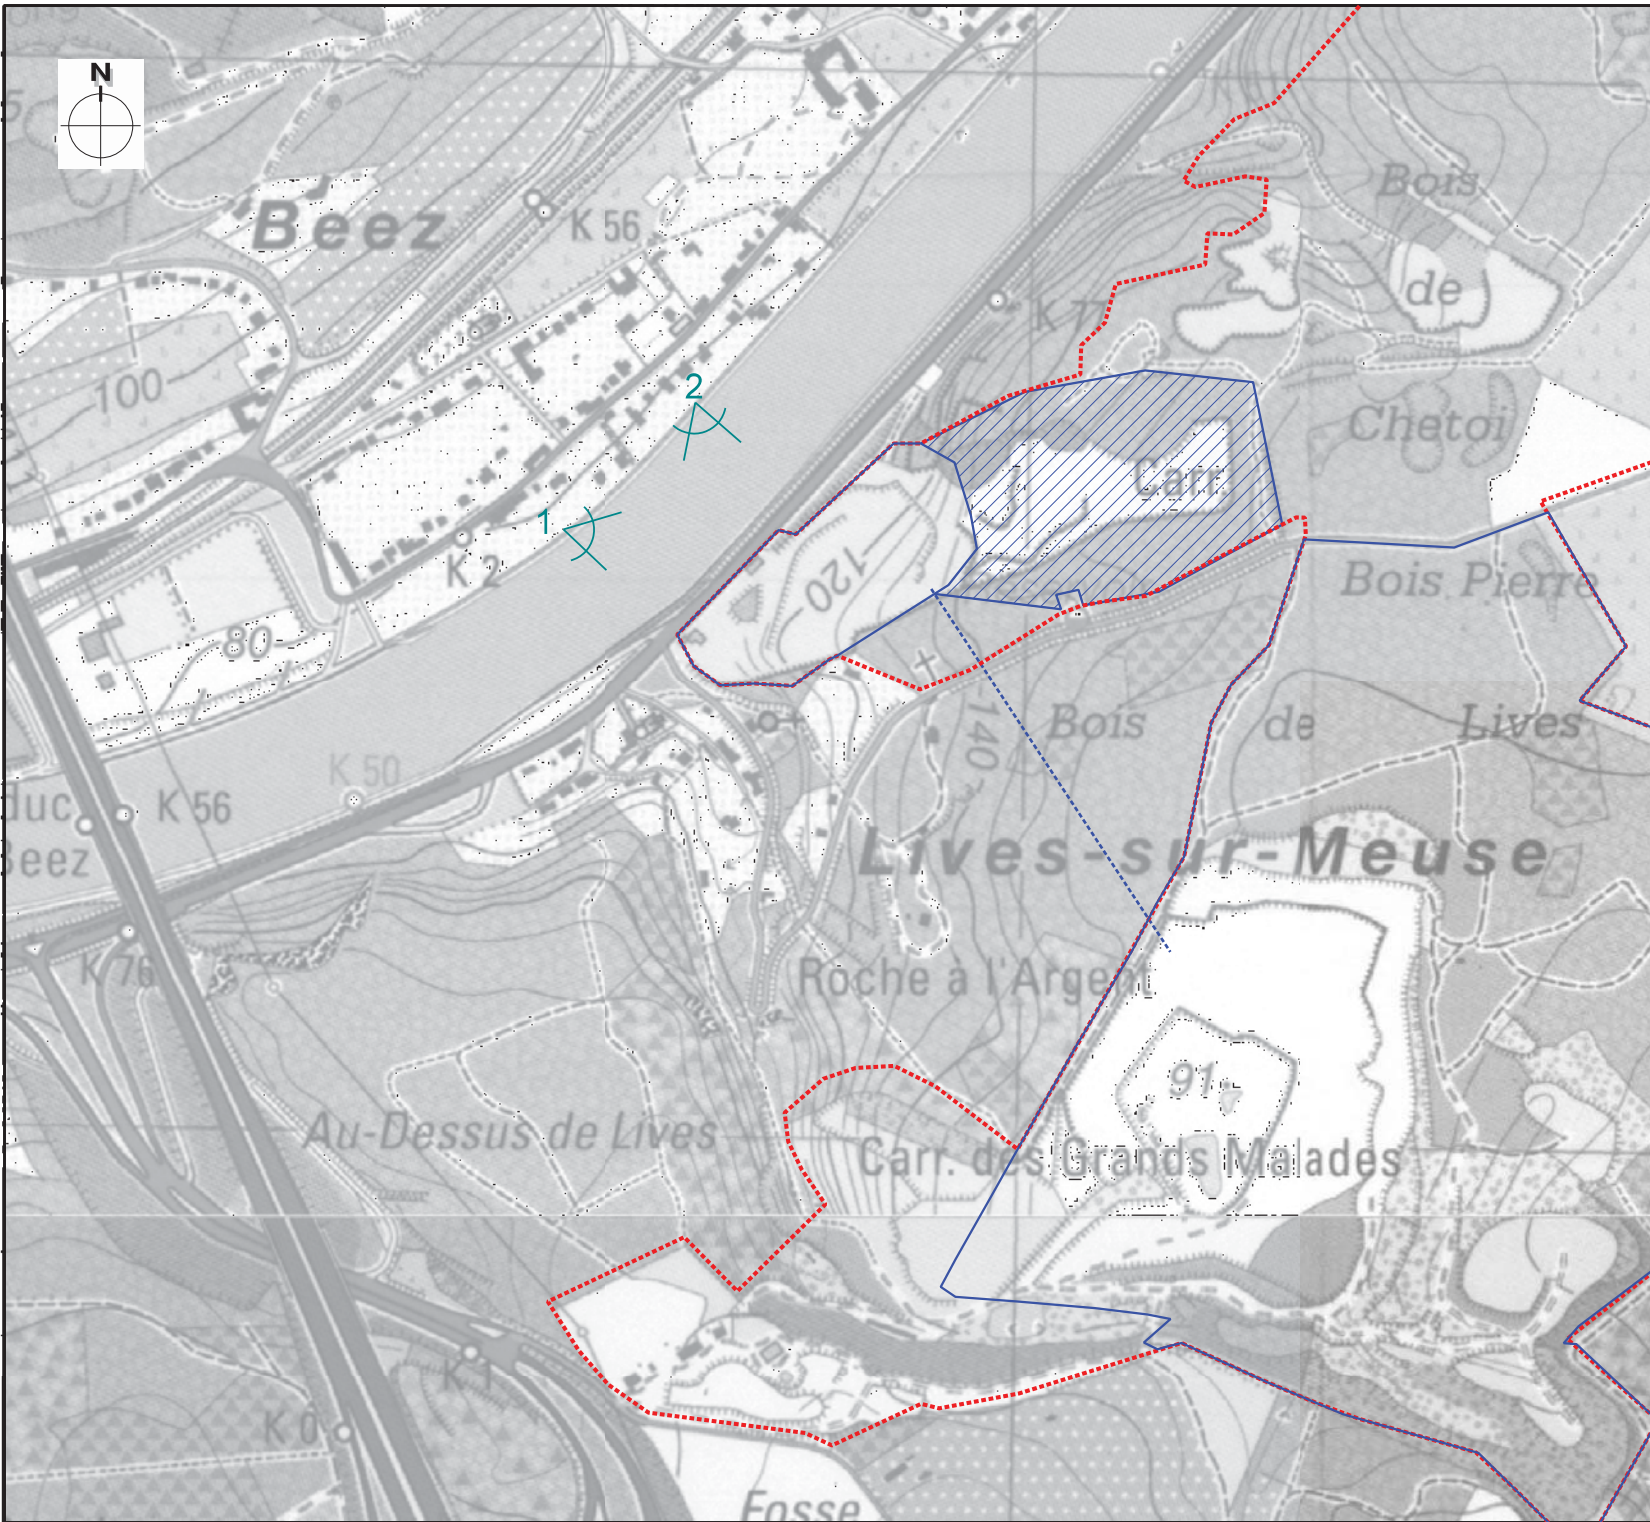 N
Beez
K 56
Bois
de
K 77
100
2
Chetoi
Carr.
1
K 2
120
Bois Pierre
80
Bois de Lives
140
K 50
duc
K 56
Beez
Lives-sur-Meuse
K 76
Roche à l'Argent
91
Au-Dessus de Lives
Carr. des Grands Malades
K 1
K 0
Fosse